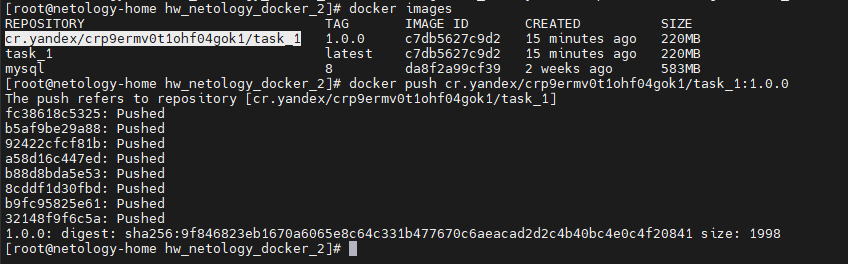 [root@netology-home hw_netology_docker_2]# docker images
REPOSITORY TAG IMAGE ID CREATED SIZE
cr.yandex/crp9ermv0t1ohf04gok1/task_1 1.0.0 c7db5627c9d2 15 minutes ago 220MB
task_1 latest c7db5627c9d2 15 minutes ago 220MB
mysql 8 da8f2a99cf39 2 weeks ago 583MB
[root@netology-home hw_netology_docker_2]# docker push cr.yandex/crp9ermv0t1ohf04gok1/task_1:1.0.0
The push refers to repository [cr.yandex/crp9ermv0t1ohf04gok1/task_1]
fc38618c5325: Pushed
b5af9be29a88: Pushed
92422cfcf81b: Pushed
a58d16c447ed: Pushed
b88d8bda5e53: Pushed
8cddf1d30fbd: Pushed
b9fc95825e61: Pushed
32148f9f6c5a: Pushed
1.0.0: digest: sha256:9f846823eb1670a6065e8c64c331b477670c6aeacad2d2c4b40bc4e0c4f20841 size: 1998
[root@netology-home hw_netology_docker_2]#